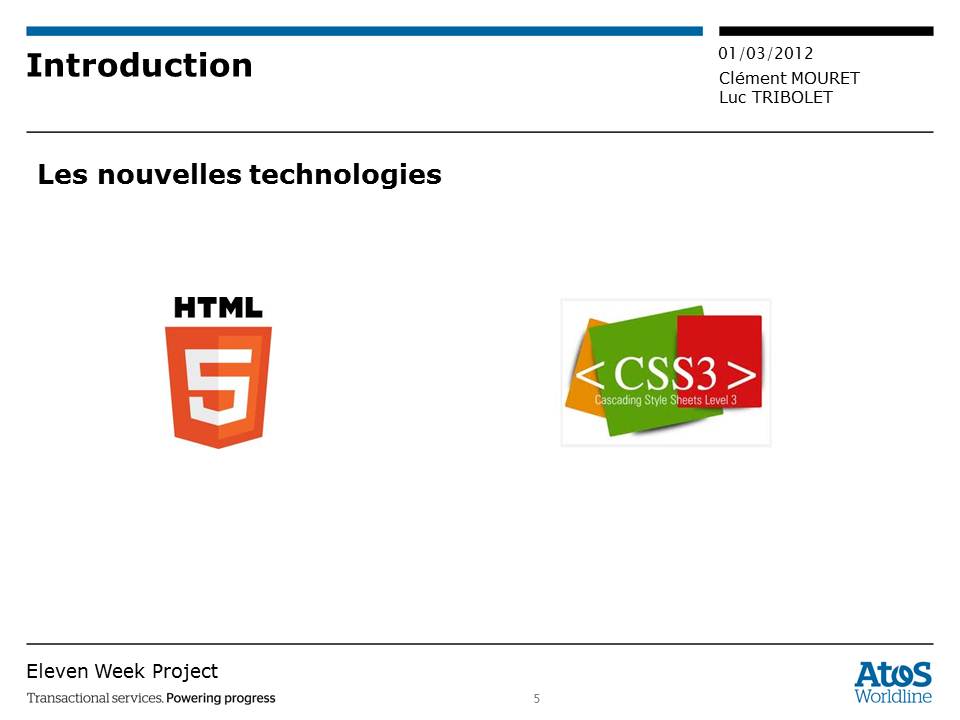 Introduction
01/03/2012
Clément MOURET
Luc TRIBOLET
Les nouvelles technologies
HTML
5
< CSS3 >
Cascading Style Sheets Level 3
Eleven Week Project
Transactional services. Powering progress
5
Atos
Worldline